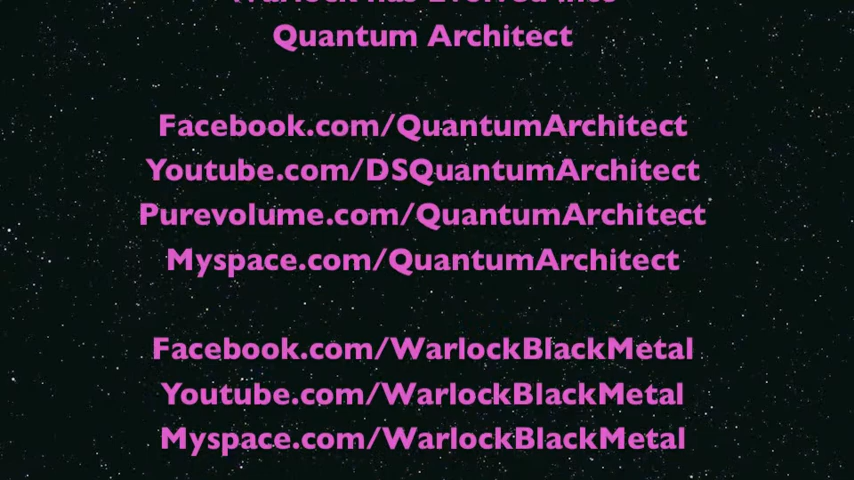 Quantum Architect
Facebook.com/QuantumArchitect
Youtube.com/DSQuantumArchitect
Purevolume.com/QuantumArchitect
Myspace.com/QuantumArchitect
Facebook.com/WarlockBlackMetal
Youtube.com/WarlockBlackMetal
Myspace.com/WarlockBlackMetal